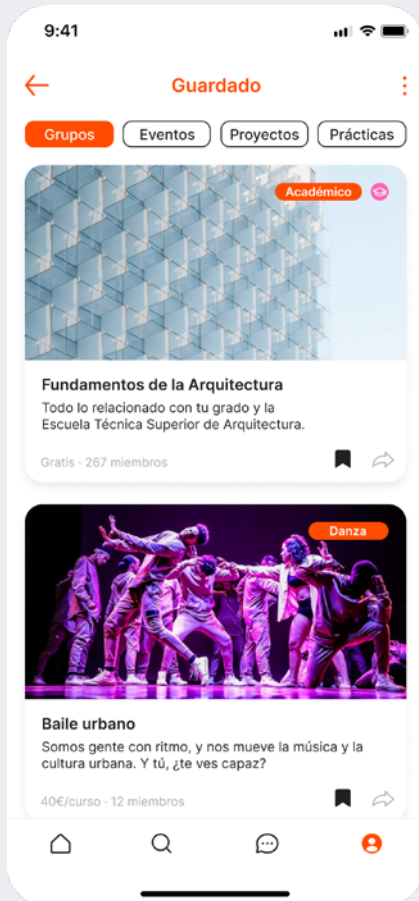 9:41
Guardado
Grupos
Eventos
Proyectos
Prácticas
Académico
Fundamentos de la Arquitectura
Todo lo relacionado con tu grado y la
Escuela Técnica Superior de Arquitectura.
Gratis · 267 miembros
Danza
Baile urbano
Somos gente con ritmo, y nos mueve la música y la
cultura urbana. Y tú, ¿te ves capaz?
40€/curso · 12 miembros